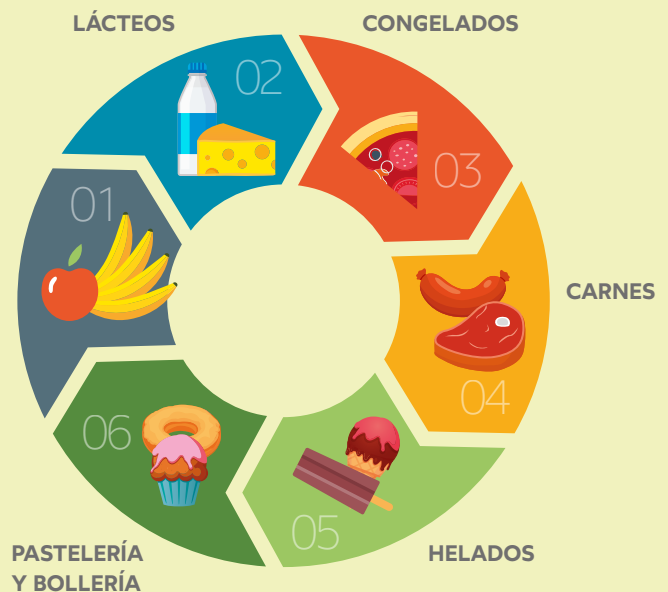 LÁCTEOS
CONGELADOS
02
03
01
CARNES
04
06
05
PASTELERÍA
Y BOLLERÍA
HELADOS